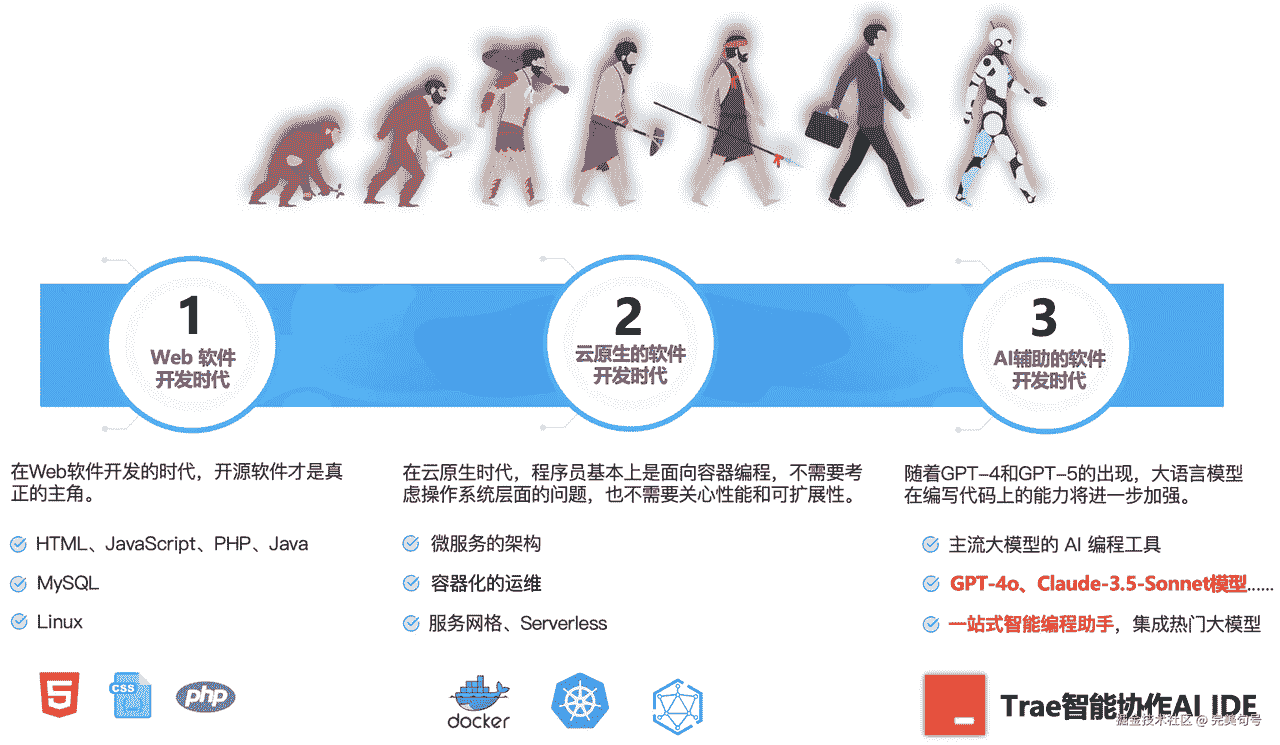 1
Web 软件
开发时代
2
云原生的软件
开发时代
3
AI辅助的软件
开发时代
在Web软件开发的时代，开源软件才是真
正的主角。
HTML、JavaScript、PHP、Java
MySQL
Linux
5
CSS
php
在云原生时代，程序员基本上是面向容器编程，不需要考
虑操作系统层面的问题，也不需要关心性能和可扩展性。
微服务的架构
容器化的运维
服务网格、Serverless
docker
随着GPT-4和GPT-5的出现，大语言模型
在编写代码上的能力将进一步加强。
主流大模型的 AI 编程工具
GPT-4o、Claude-3.5-Sonnet模型......
一站式智能编程助手，集成热门大模型
Trae智能协作AI IDE
掘金技术社区 @ 完美句号